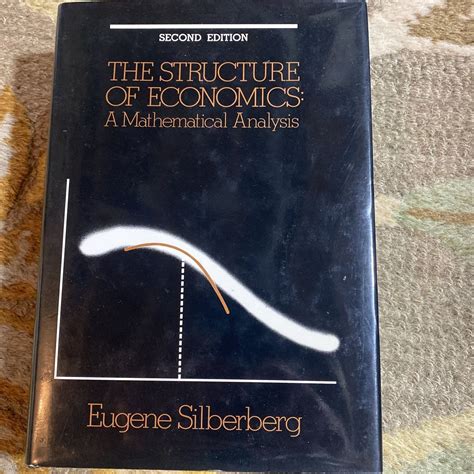 SECOND EDITION
THE STRUCTURE
OF ECONOMICS:
A Mathematical Analysis
Eugene Silberberg